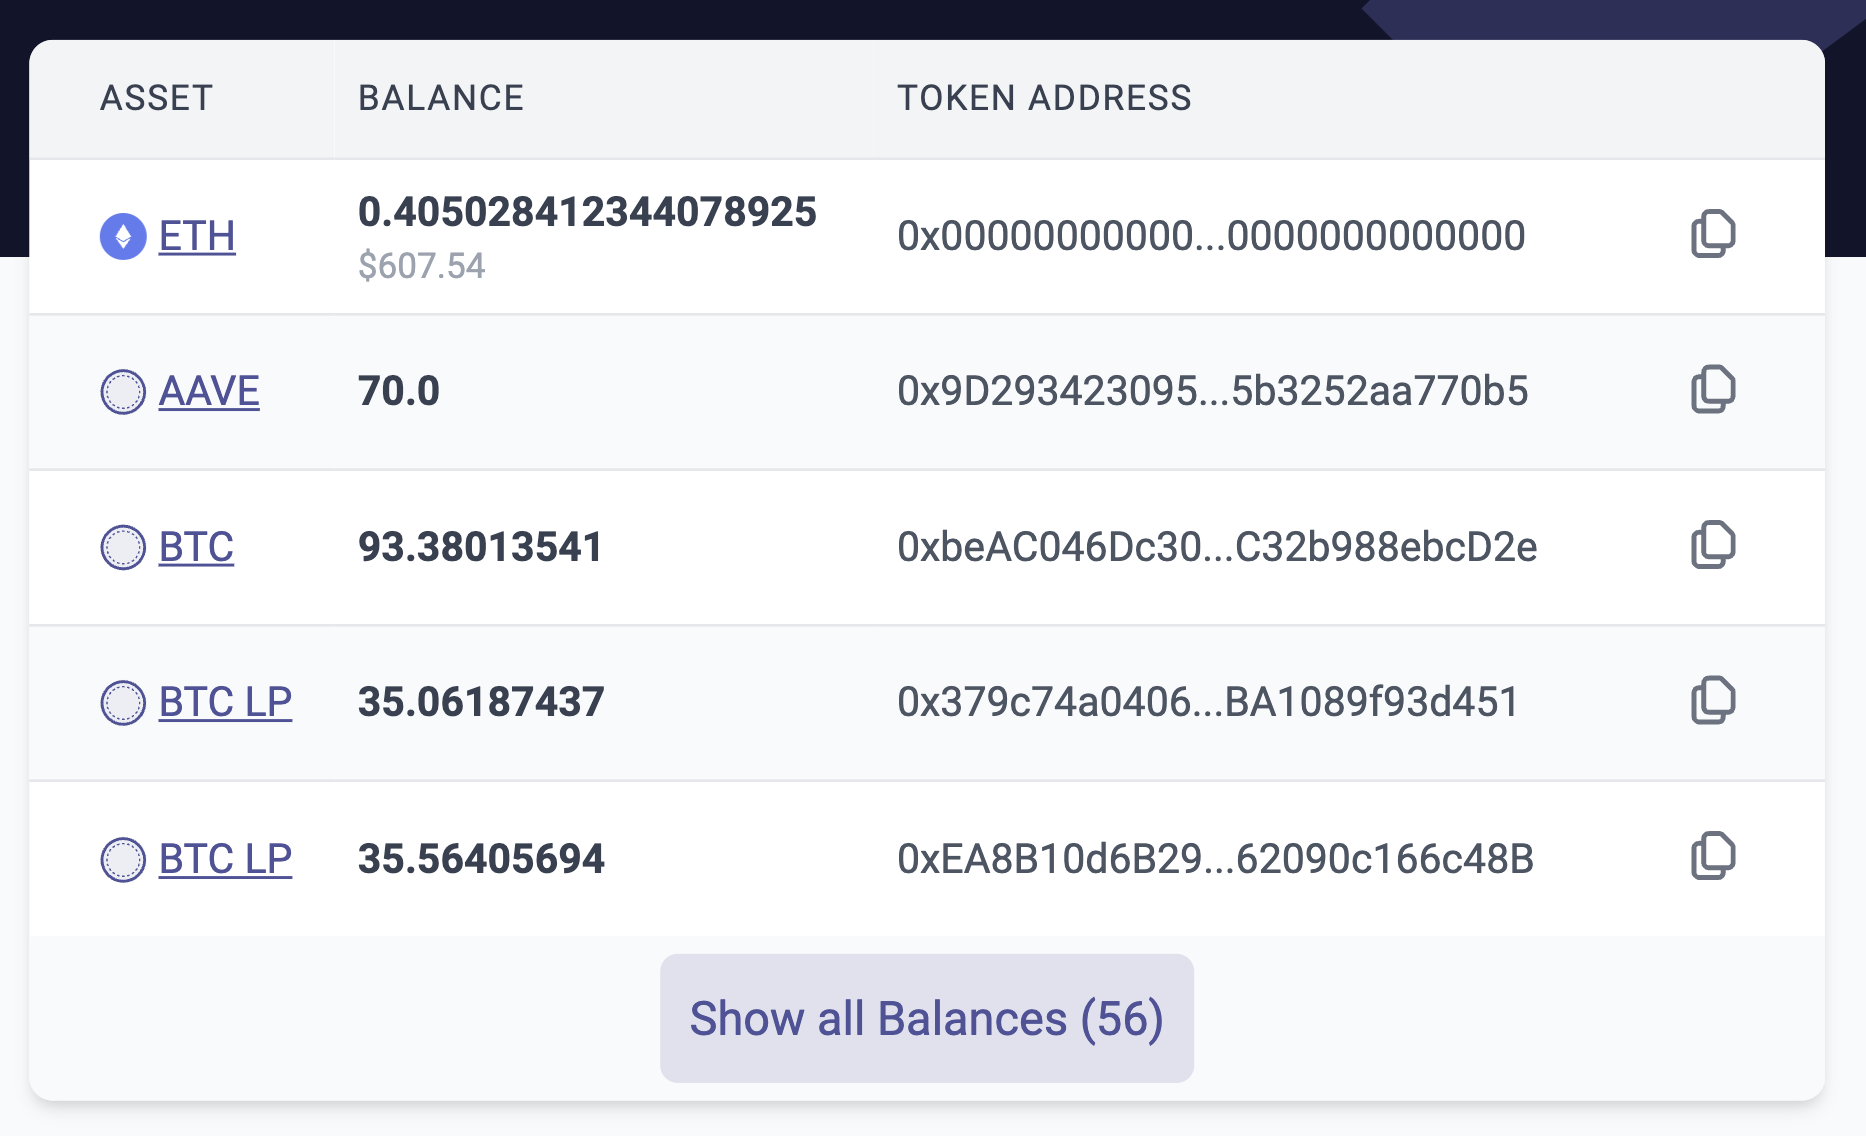 ASSET BALANCE TOKEN ADDRESS
ETH 0.405028412344078925 0x00000000000...0000000000000
$607.54
AAVE 70.0 0x9D293423095...5b3252aa770b5
BTC 93.38013541 0xbeAC046Dc30...C32b988ebcD2e
BTC LP 35.06187437 0x379c74a0406...BA1089f93d451
BTC LP 35.56405694 0xEA8B10d6B29...62090c166c48B
Show all Balances (56)